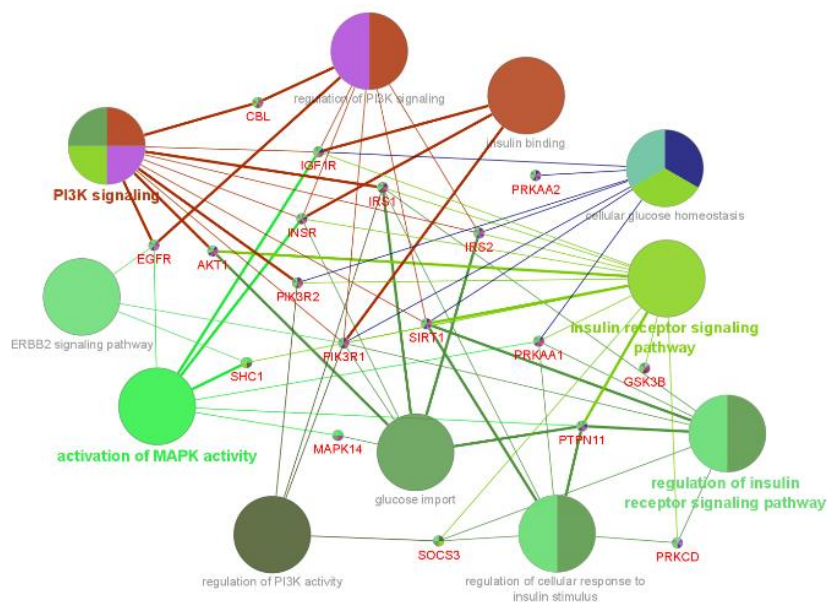 regulation of PI3K signaling
CBL
insulin binding
IGF1R
PRKAA2
PI3K signaling
IRS1
cellular glucose homeostasis
INSR
IRS2
EGFR
AKT1
PIK3R2
ERBB2 signaling pathway
insulin receptor signaling
pathway
SIRT1
PIK3R1
PRKAA1
SHC1
GSK3B
MAPK14
PTPN11
activation of MAPK activity
glucose import
regulation of insulin
receptor signaling pathway
SOCS3
PRKCD
regulation of PI3K activity
regulation of cellular response to
insulin stimulus